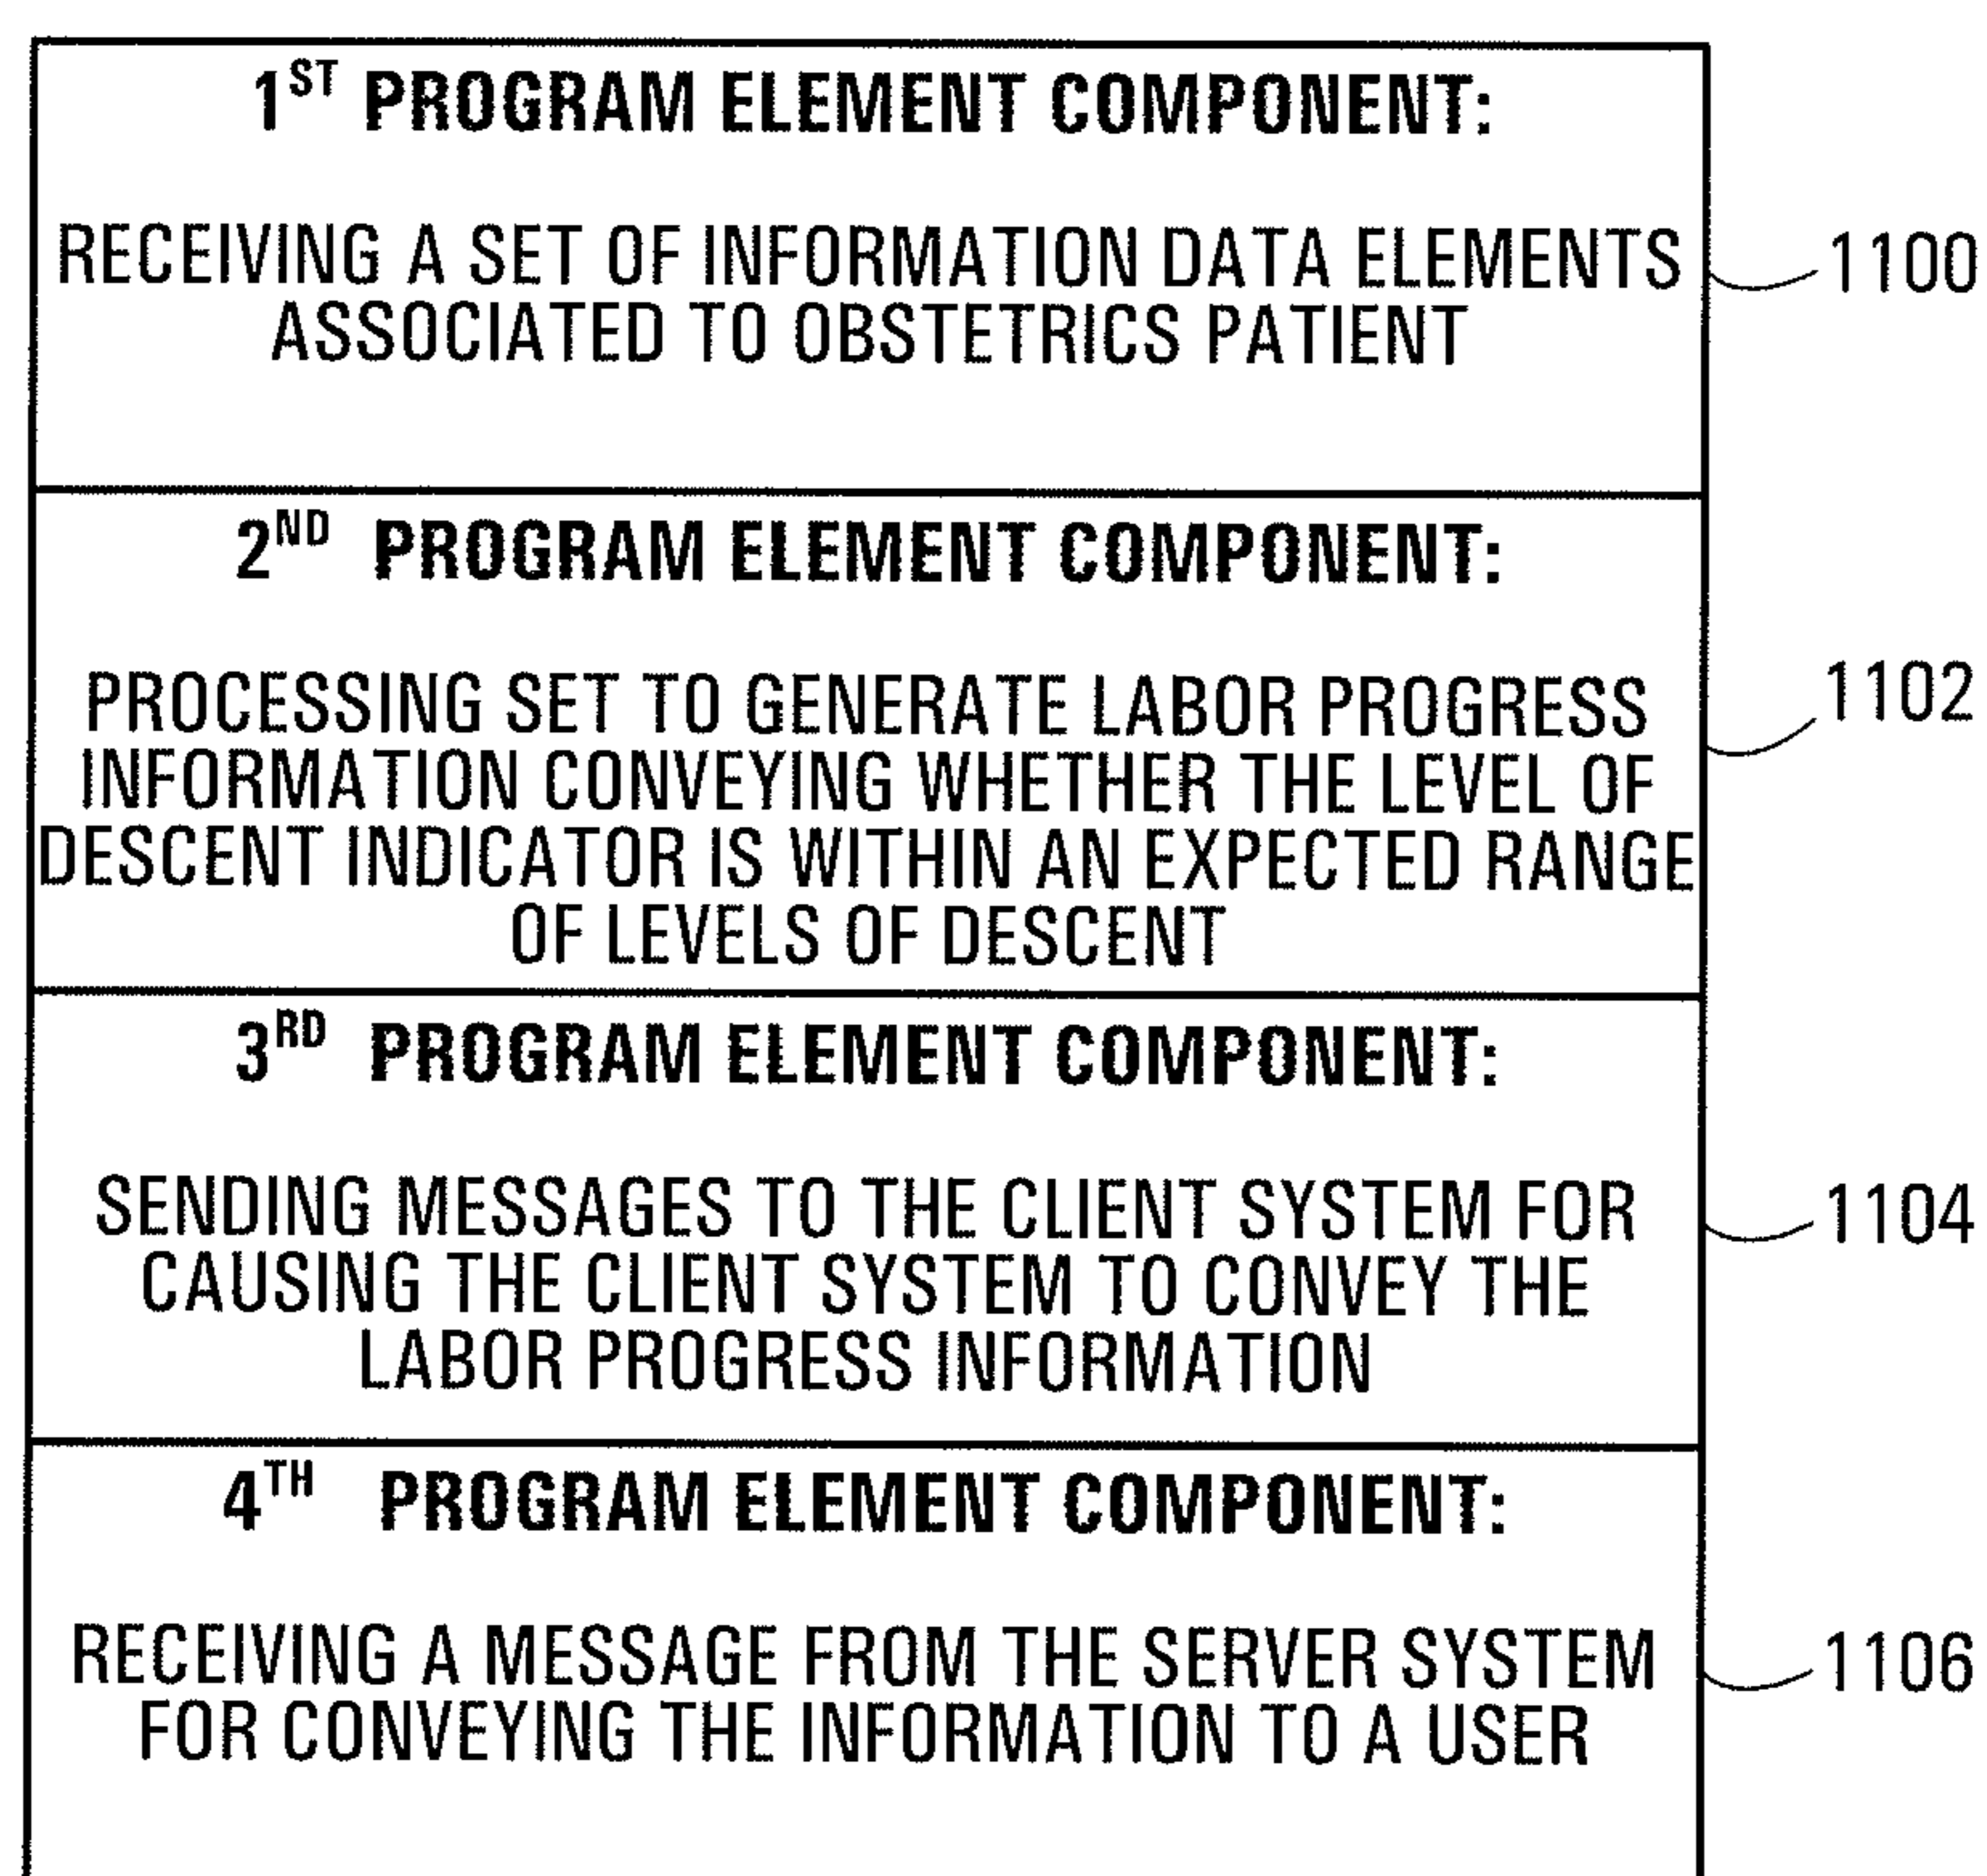 1ST PROGRAM ELEMENT COMPONENT:
RECEIVING A SET OF INFORMATION DATA ELEMENTS
ASSOCIATED TO OBSTETRICS PATIENT
1100
2ND PROGRAM ELEMENT COMPONENT:
PROCESSING SET TO GENERATE LABOR PROGRESS
INFORMATION CONVEYING WHETHER THE LEVEL OF
DESCENT INDICATOR IS WITHIN AN EXPECTED RANGE
OF LEVELS OF DESCENT
1102
3RD PROGRAM ELEMENT COMPONENT:
SENDING MESSAGES TO THE CLIENT SYSTEM FOR
CAUSING THE CLIENT SYSTEM TO CONVEY THE
LABOR PROGRESS INFORMATION
1104
4TH PROGRAM ELEMENT COMPONENT:
RECEIVING A MESSAGE FROM THE SERVER SYSTEM
FOR CONVEYING THE INFORMATION TO A USER
1106